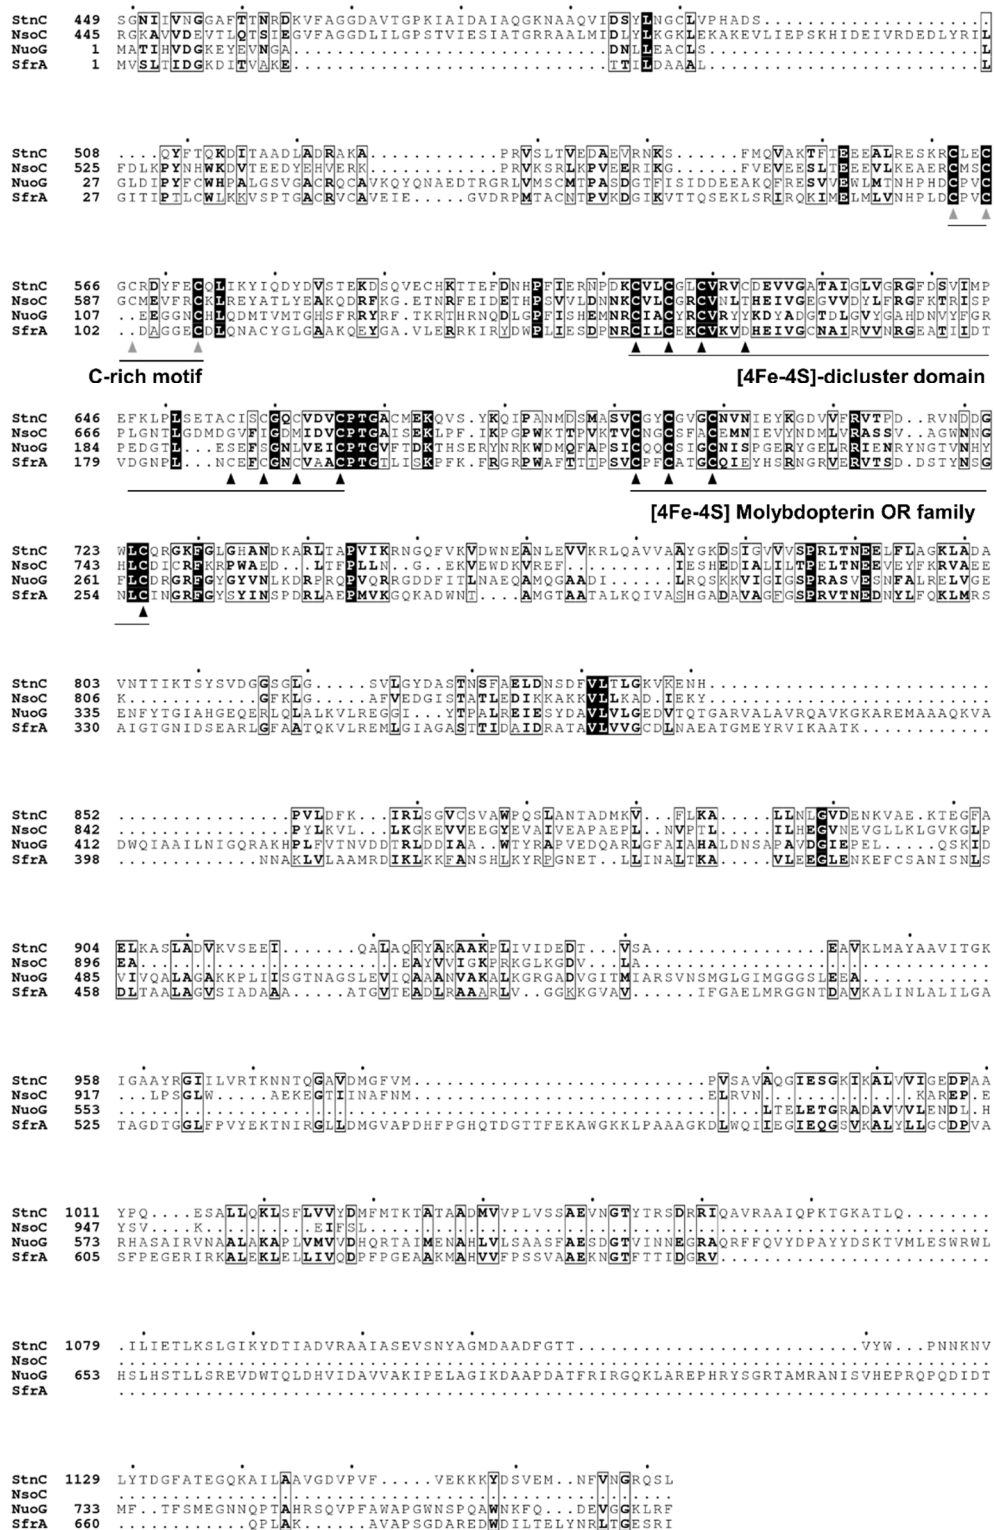 StnC 449 SGNIIVNGGAFTTNRDKVFAGGDAVTGPKIAIDAIAQGKNAAQVIDSYLNGCLVPHADS.....................
NsoC 445 RGKAVVDEVTLQTSIEGVFAGGDLILGPSTVIESIATGRRAALMIDLYLKGKLEKAKEVLIEPSKHIDEIVRDEDLYRIL
NuoG 1 MATIHVDGKEYEVNGA.............................DNLLEACLS.........................L
SfrA 1 MVSLTIDGKDITVAKE.............................TTILDAAAL.........................L
StnC 508 ....QYFTQKDITAADLADRAKA............PRVSLTVEDAEVRNKS......FMQVAKTFTEEEALRESKRCLEC
NsoC 525 FDLKPYNHWKDVTEEDYEHVERK............PRVKSRLKPVEERIKG......FVEVEESLTEEEVLKEAERCMSC
NuoG 27 GLDIPYFCWHPALGSVGACRQCAVKQYQNAEDTRGRLVMSCMTPASDGTFISIDDEEAKQFRESVVEWLMTNHPHDCPVC
SfrA 27 GITIPTLCWLKKVSPTGACRVCAVEIE.....GVDRPMTACNTPVKDGIKVTTQSEKLSRIRQKIMELMLVNHPLDCPVC
StnC 566 GCRDYFECQLIKYIQDYDVSTEKDSQVECHKTTEFDNHPFIERNPDKCVLCGLCVRVCDEVVGATAIGLVGRGFDSVIMP
NsoC 587 GCMEVFRCKLREYATLYEAKQDRFKG.ETNRFEIDETHPSVVLDNNKCVLCGRCVNLTHEIVGEGVVDYLFRGFKTRISP
NuoG 107 ..EEGGNCHLQDMTVMTGHSFRRYRF.TKRTHRNQDLGPFISHEMNRCIACYRCVRYYKDYADGTDLGVYGAHDNVYFGR
SfrA 102 ..DAGGECDLQNACYGLGAAKQEYGA.VLERRKIRYDWPLIESDPNRCILCEKCVKVDHEIVGCNAIRVVNRGEATIIDT
C-rich motif [4Fe-4S]-dicluster domain
StnC 646 EFKLPLSETACISCGQCVDVCPTGACMEKQVS.YKQIPANMDSMASVCGYCGVGCNVNIEYKGDVVFRVTPD..RVNDDG
NsoC 666 PLGNTLGDMDGVFIGDMIDVCPTGAISEKLPF.IKPGPWKTTPVKTVCNGCSFACEMNIEVYNDMLVRASSV..AGWNNG
NuoG 184 PEDGTL...ESEFSGNLVEICPTGVFTDKTHSERYNRKWDMQFAPSICQQCSIGCNISPGERYGELRRIENRYNGTVNHY
SfrA 179 VDGNPL...NCEFCGNCVAACPTGTLISKPFK.FRGRPWAFTTTPSVCPFCATGCQIEYHSRNGRVERVTSD.DSTYNSG
[4Fe-4S] Molybdopterin OR family
StnC 723 WLCQRGKFGLGHANDKARLTAPVIKRNGQFVKVDWNEANLEVVKRLQAVVVAAYGKDSIGVVVSPRLTNEELFLAGKLADA
NsoC 743 HLCDICRFKRPWAED..RLTFPLLN...G..EKVEWDKVREF.........IESHEDIALILTPELTNEEVEYFKRVAEE
NuoG 261 FLCDRGRFGYGYVNLKDRPRQPVQRRGDDFITLNAEQAMQGAADI......LRQSKKVIGIGSPRASVESNFALRELVGE
SfrA 254 NLCINGRFGYSYINSPDRLAEPMVKGQKADWNT....AMGTAATALKQIVASHGADAVAGFGSPRVTNEDNYLFQKLMRS
StnC 803 VNTTIKTSYSVDGGSGLG.....SVLGYDASTNSFAELDNSDFVLTLGKVKENH..........................
NsoC 806 K............GFKLG.....AFVEDGISTATLEDIKKAKVLLKAD.IEKY...........................
NuoG 335 ENFYTGIAHGEQERLQLALKVLREGGI...YTPALREIESYDAVLVLGEDVTQTGARVALAVRQAVKGKAREMAAAQKVA
SfrA 330 AIGTGNIDSEARLGFAATQKVLREMLGIAGASTTIDAIDRATAVLVVGCDLNAEATGMEYRVIKAATK............
StnC 852 ................PVLDFK...IRLSGVCSVAWPQSLANTADMKV...FLKA.....LLNLGVDENKVAE.KTEGFA
NsoC 842 ................PYLKVL...LKGKEVVEEGYEVAIVEAPAEPL..NVPTL.....ILHEGVNEVGLLKLGVKGLP
NuoG 412 DWQIAAILNIGQRAKHPLFVTNVDDTRLDDIAA..WTYRAPVEDQARLGFAIAHALDNSAPAVDGIEPEL....QSKID
SfrA 398 .............NNAKLVLAAMRDIKLKKFANSHLKYRPGNET..LLINALTKA.....VLEEGLENKEFCSANISNLS
StnC 904 ELKASLADVKVSEEI.......QALAQKYAKAAKPLIVIDEDT...VSA................EAVKLMAYAAVITGK
NsoC 896 EA.......................EAYVVIGKPRKGLKGDV...LA.................................
NuoG 485 VIVQALAGAKKPLIISGTNAGSLEVIQAAANVAKALKGRGADVGITMIARSVNSMGLGIMGGGSLEEA............
SfrA 458 DLTAALAGVSIADAAA.....ATGVTEADLRAAARLV..GGKKGVAV......IFGAELMRGGNTDAVKALINLALILGA
StnC 958 IGAAYRGIILVRTKNNTQGAVDMGFVM...........................PVSAVAQGIESGKIKALVVIGEDPAA
NsoC 917 ...LPSGLW.....AEKEGTIINAFNM...........................ELRVN..............KAREP.E
NuoG 553 ...........................................................LTELETGRADAVVVLENDL.H
SfrA 525 TAGDTGGLFPVYEKTNIRGLLDMGVAPDHFPGHQTDGTTFEKAWGKKLPAAAGKDLWQIIEGIEQGSVKALYLLGCDPVA
StnC 1011 YPQ....ESALLQKLSFLVVYDMFMTKTATAADMVVPLVSSAEVNGTYTRSDRRIQAVRAAIQPKTGKATLQ........
NsoC 947 YSV....K..........EIFSL.........................................................
NuoG 573 RHASAIRVNAALAKAPLVMVVDHQRTAIMENAHLVLSAASFAESDGTVINNEGRAQRFFQVYDPAYYDSKTVMLESWRWL
SfrA 605 SFPEGERIRKALEKLELLIVQDPFPGEAAKMAHVVFPSSVAAEKNGTFTTIDGRV.........................
StnC 1079 .ILIETLKSLGIKYDTIADVRAAIASEVSNYAGMDAADFGTT..........................VYW...PNNKNV
NsoC ................................................................................
NuoG 653 HSLHSTLLSREVDWTQLDHVIDAVVAKIPELAGIKDAAPDATFRIRGQKLAREPHRYSGRTAMRANISVHEPRQPQDIDT
SfrA ................................................................................
StnC 1129 LYTDGFATEGQKAILAAVGDVPVF.....VEKKKYDSVEM..NFVNGRQSL
NsoC ...................................................
NuoG 733 MF..TFSMEGNNQPTAHRSQVPFAWAPGWNSPQAWNKFQ...DEVGGKLRF
SfrA 660 ............QPLAK.....AVAPSGDAREDWDILTELYNRLTGESRI